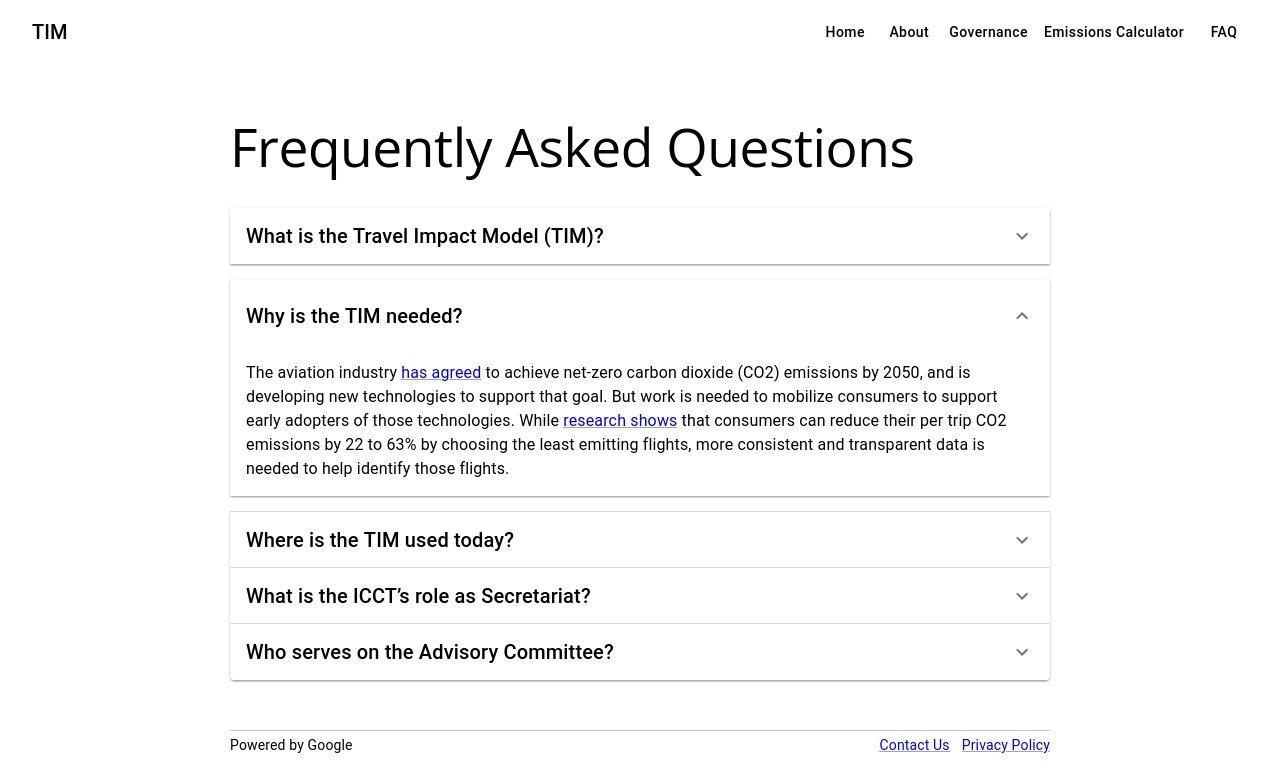 TIM
Home About Governance Emissions Calculator FAQ
Frequently Asked Questions
What is the Travel Impact Model (TIM)?
Why is the TIM needed?
The aviation industry has agreed to achieve net-zero carbon dioxide (CO2) emissions by 2050, and is
developing new technologies to support that goal. But work is needed to mobilize consumers to support
early adopters of those technologies. While research shows that consumers can reduce their per trip CO2
emissions by 22 to 63% by choosing the least emitting flights, more consistent and transparent data is
needed to help identify those flights.
Where is the TIM used today?
What is the ICCT’s role as Secretariat?
Who serves on the Advisory Committee?
Powered by Google
Contact Us Privacy Policy